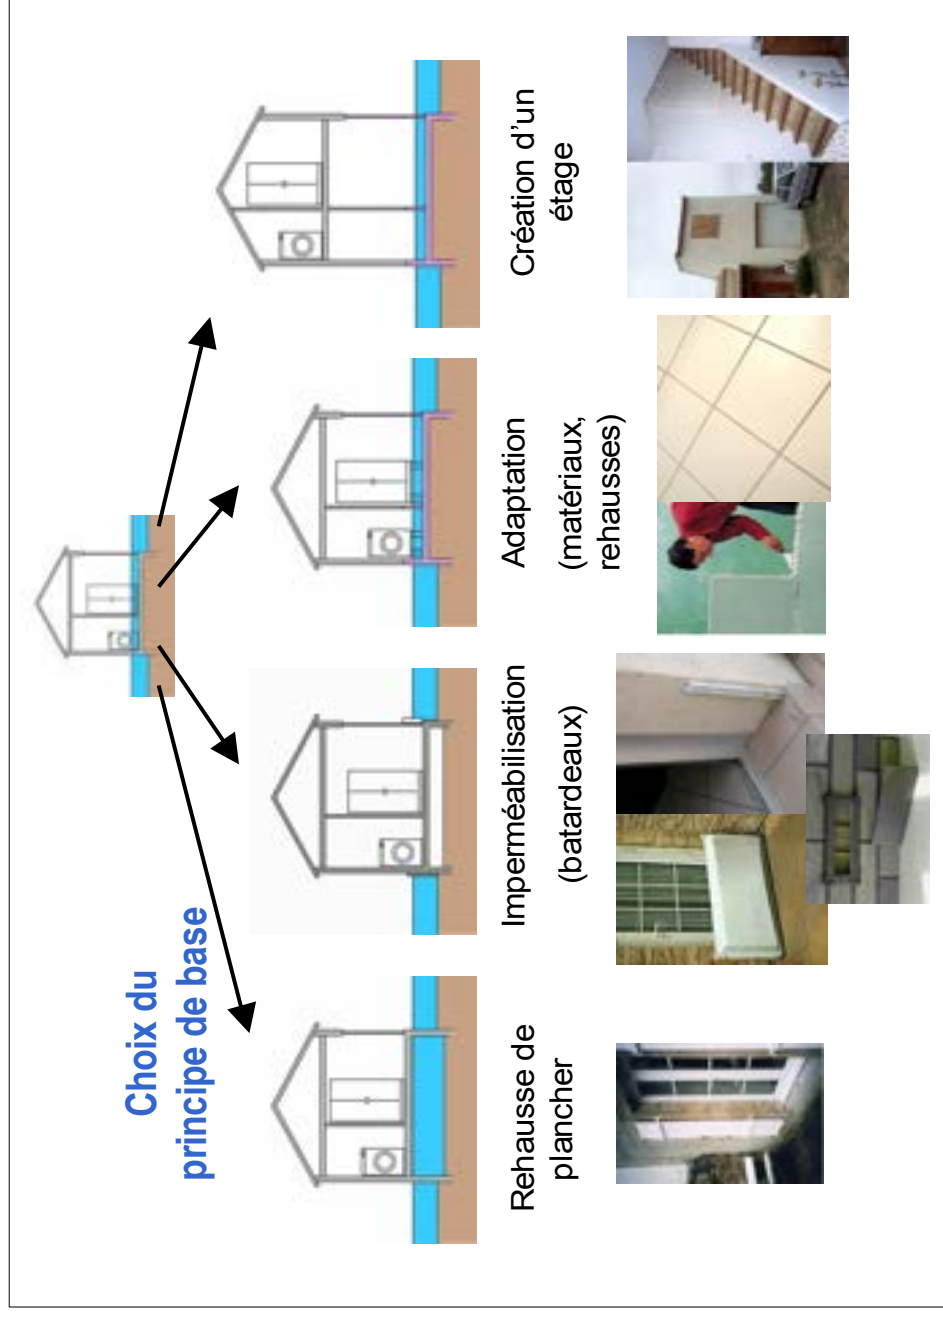 Choix du
principe de base
Rehausse de
plancher
Imperméabilisation
(batardeaux)
Adaptation
(matériaux,
rehausses)
Création d'un
étage